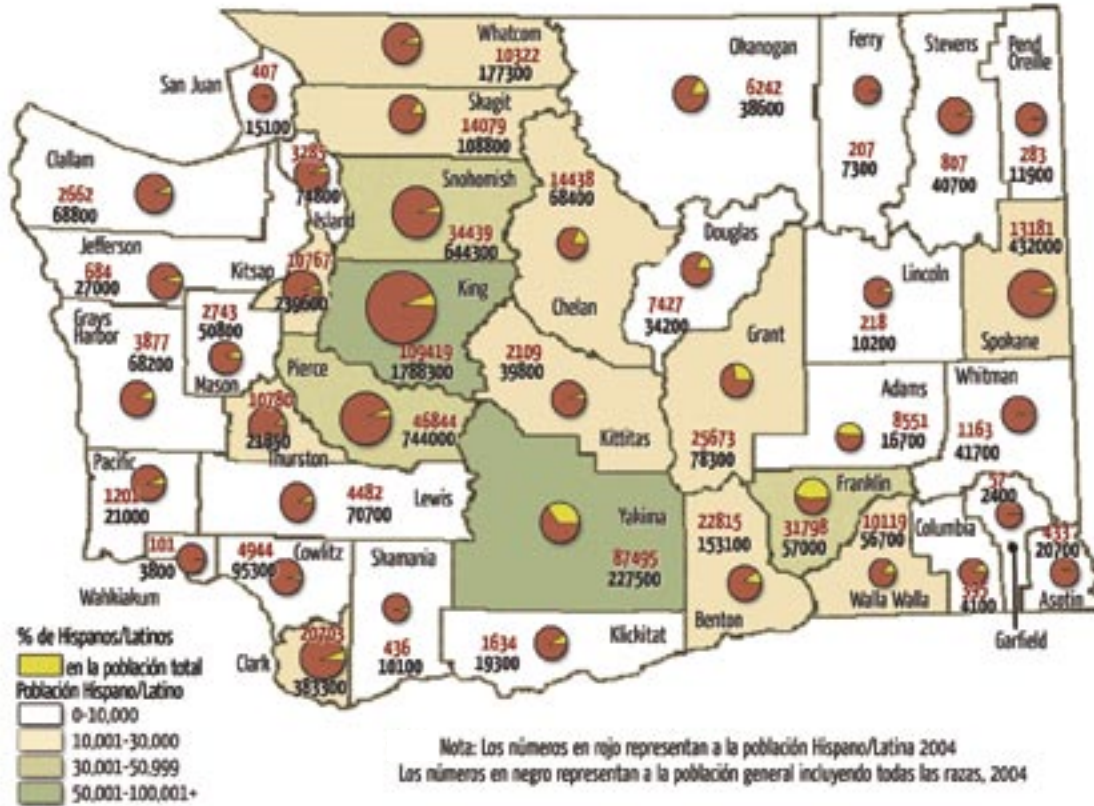 Whatcom
10322
177300
San Juan
407
15100
Skagit
14079
108800
Okanogan
6242
38600
Ferry
207
7300
Stevens
807
40700
Pend
Oreille
283
11900
Clallam
2662
68800
3285
74800
Island
Snohomish
34439
644300
14438
68400
Chelan
Douglas
7427
34200
Lincoln
218
10200
13181
432000
Spokane
Jefferson
684
27000
Kitsap
10767
239600
King
109419
1788300
Grays
Harbor
3877
68200
2743
50800
Mason
Pierce
46844
744000
2109
39800
Kittitas
Grant
25673
78300
Adams
8551
16700
Whitman
1163
41700
10780
Thurston
Pacific
1201
21000
4482
70700
Lewis
Yakima
87495
227500
22815
153100
Benton
Franklin
31798
57000
10119
56700
Walla Walla
Columbia
4100
57
2400
Garfield
433
20700
Asotin
101
3800
Wahkiakum
4944
95300
Cowlitz
Skamania
436
10100
1634
19300
Klickitat
Clark
20703
383300
% de Hispanos/Latinos
en la población total
Población Hispano/Latino
0-10,000
10,001-30,000
30,001-50,999
50,001-100,001+
Nota: Los números en rojo representan a la población Hispano/Latina 2004
Los números en negro representan a la población general incluyendo todas las razas, 2004